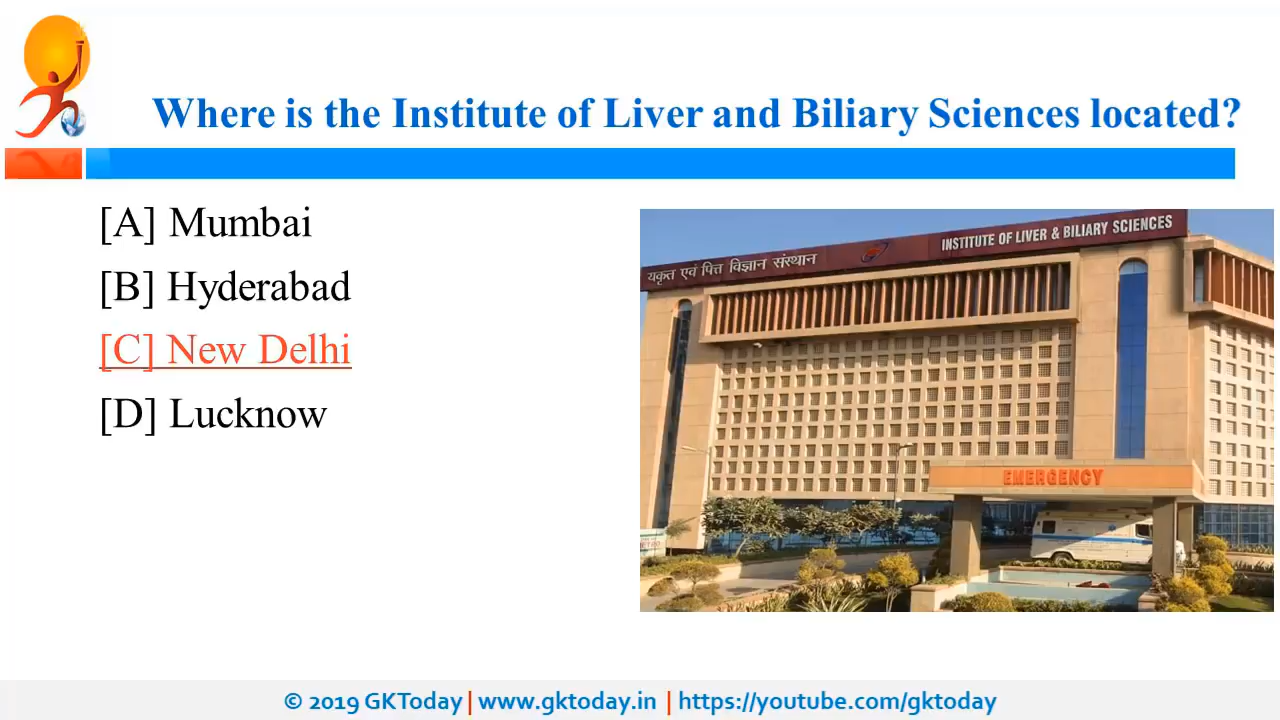 Where is the Institute of Liver and Biliary Sciences located?
[A] Mumbai
[B] Hyderabad
[C] New Delhi
[D] Lucknow
यकृत एवं पित्त विज्ञान संस्थान
INSTITUTE OF LIVER & BILIARY SCIENCES
EMERGENCY
© 2019 GKToday | www.gktoday.in | https://youtube.com/gktoday